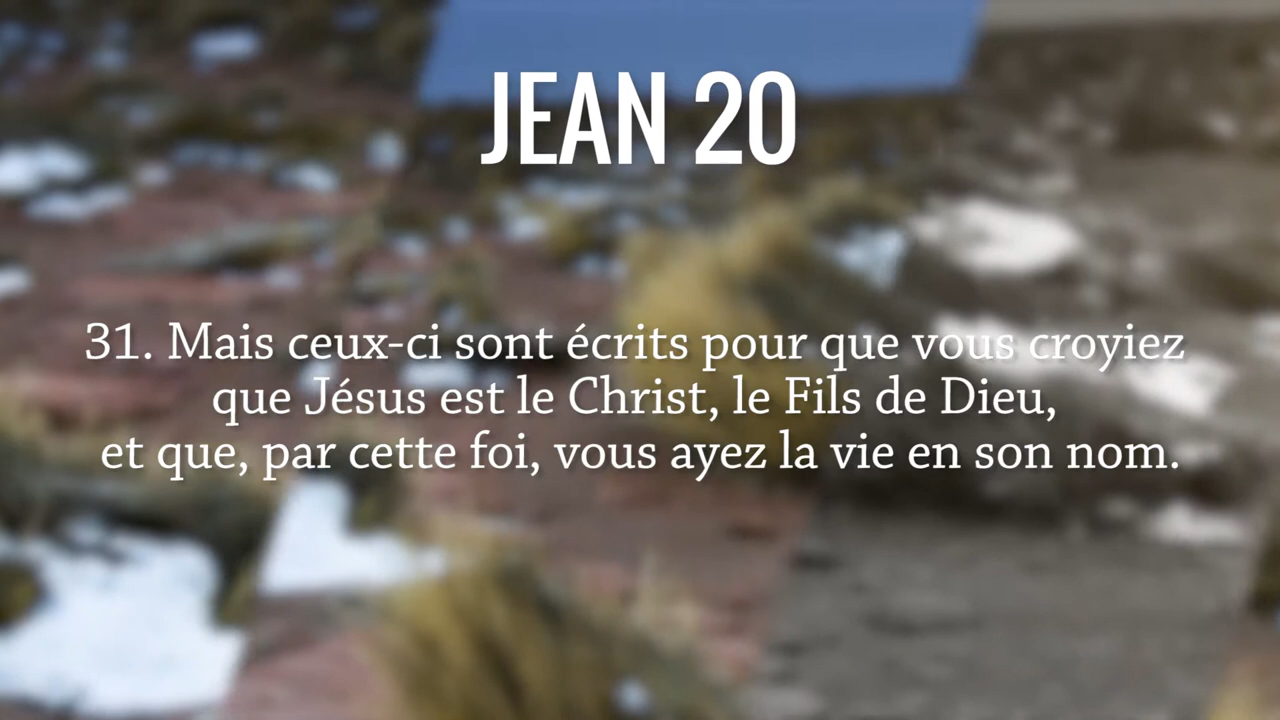 JEAN 20
31. Mais ceux-ci sont écrits pour que vous croyiez
que Jésus est le Christ, le Fils de Dieu,
et que, par cette foi, vous ayez la vie en son nom.